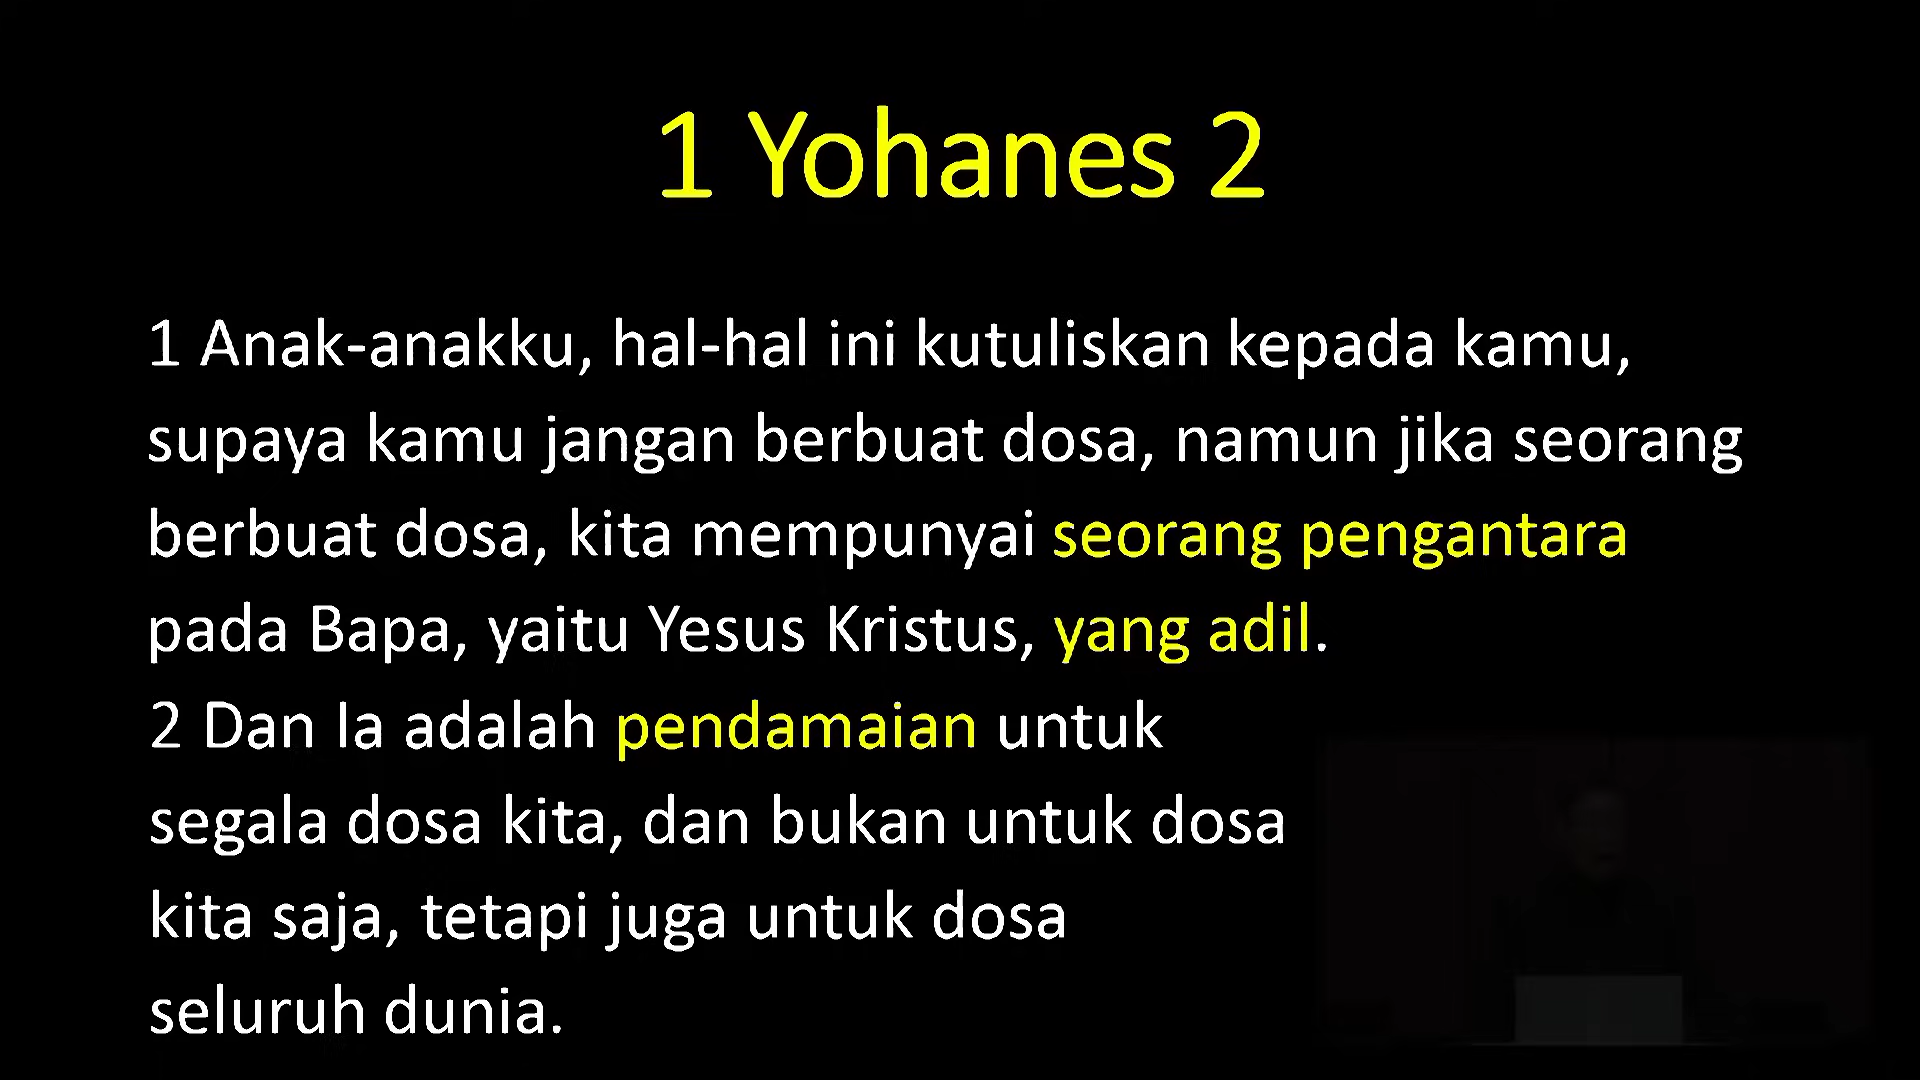 1 Yohanes 2
1 Anak-anakku, hal-hal ini kutuliskan kepada kamu,
supaya kamu jangan berbuat dosa, namun jika seorang
berbuat dosa, kita mempunyai seorang pengantara
pada Bapa, yaitu Yesus Kristus, yang adil.
2 Dan Ia adalah pendamaian untuk
segala dosa kita, dan bukan untuk dosa
kita saja, tetapi juga untuk dosa
seluruh dunia.